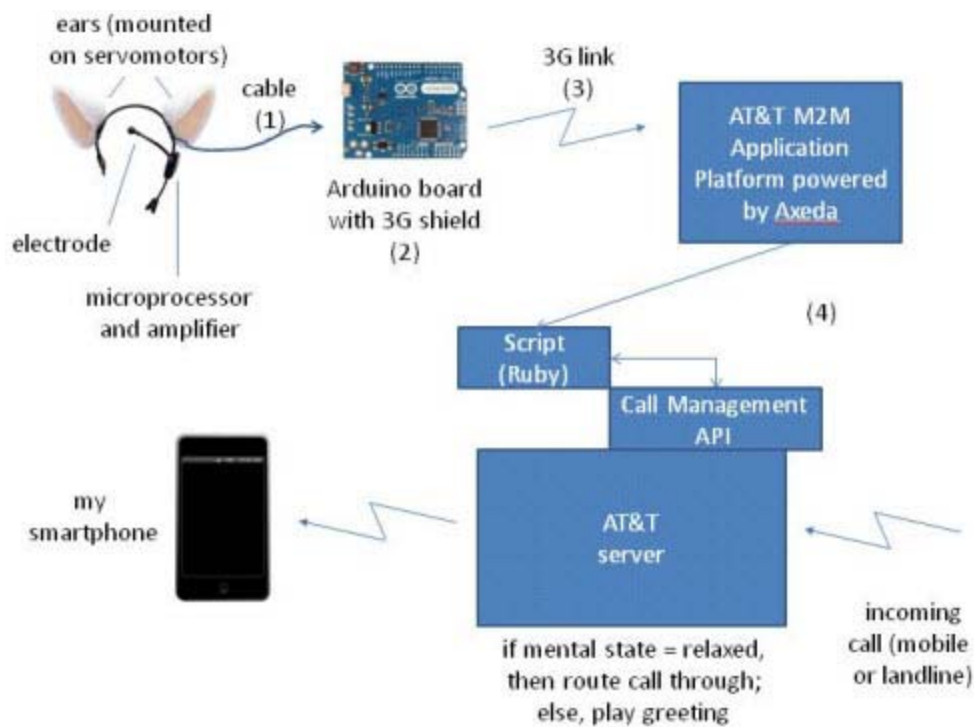 ears (mounted
on servomotors)
cable
(1)
3G link
(3)
AT&T M2M
Application
Platform powered
by Axeda
Arduino board
with 3G shield
(2)
electrode
microprocessor
and amplifier
(4)
Script
(Ruby)
Call Management
API
my
smartphone
AT&T
server
incoming
call (mobile
or landline)
if mental state = relaxed,
then route call through;
else, play greeting